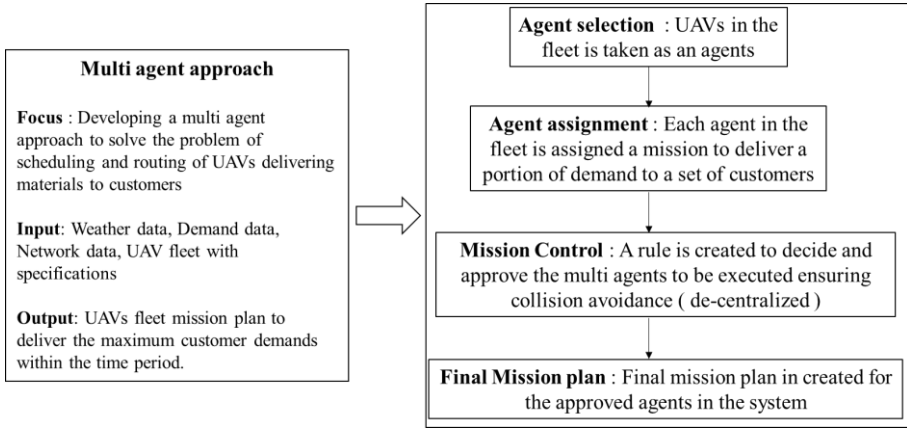 Multi agent approach
Focus : Developing a multi agent
approach to solve the problem of
scheduling and routing of UAVs delivering
materials to customers
Input: Weather data, Demand data,
Network data, UAV fleet with
specifications
Output: UAVs fleet mission plan to
deliver the maximum customer demands
within the time period.
Agent selection : UAVs in the
fleet is taken as an agents
Agent assignment : Each agent in the
fleet is assigned a mission to deliver a
portion of demand to a set of customers
Mission Control : A rule is created to decide and
approve the multi agents to be executed ensuring
collision avoidance ( de-centralized )
Final Mission plan : Final mission plan in created for
the approved agents in the system